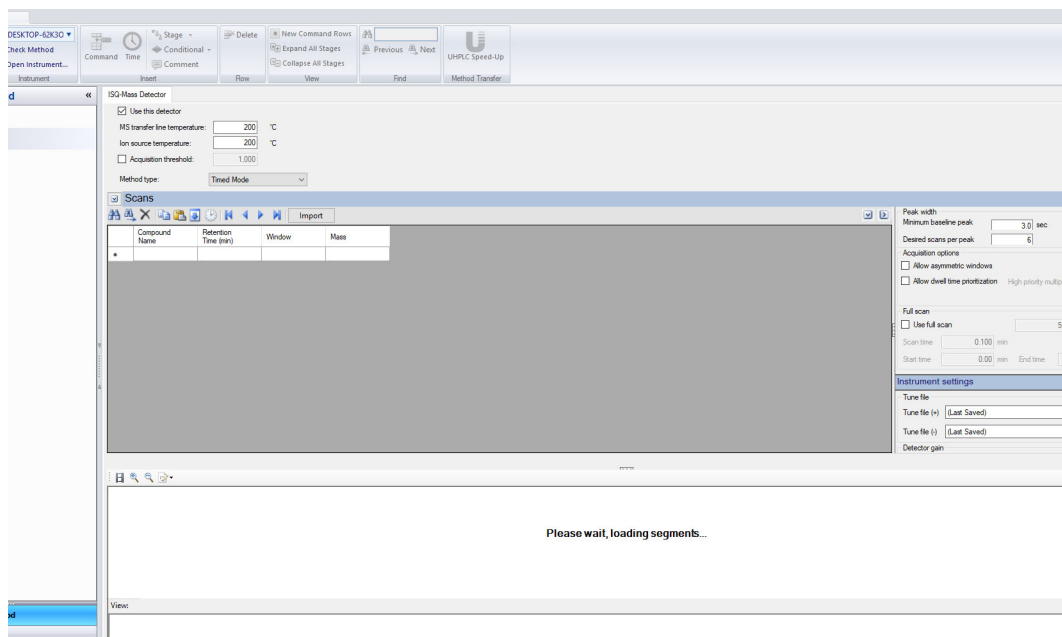 DESKTOP-62K3O
Check Method
Open Instrument...
Instrument
Command
Time
Stage
Conditional
Comment
Insert
Delete
Row
New Command Rows
Expand All Stages
Collapse All Stages
View
Previous
Next
Find
UHPLC Speed-Up
Method Transfer
d
«
ISQ-Mass Detector
Use this detector
MS transfer line temperature: 200 °C
Ion source temperature: 200 °C
Acquisition threshold: 1.000
Method type: Timed Mode
Scans
Import
Compound Name
Retention Time (min)
Window
Mass
*
Peak width
Minimum baseline peak 3.0 sec
Desired scans per peak 6
Acquisition options
Allow asymmetric windows
Allow dwell time prioritization High priority multip
Full scan
Use full scan 5
Scan time 0.100 min
Start time 0.00 min End time
Instrument settings
Tune file
Tune file (+) (Last Saved)
Tune file (-) (Last Saved)
Detector gain
Please wait, loading segments...
View:
od